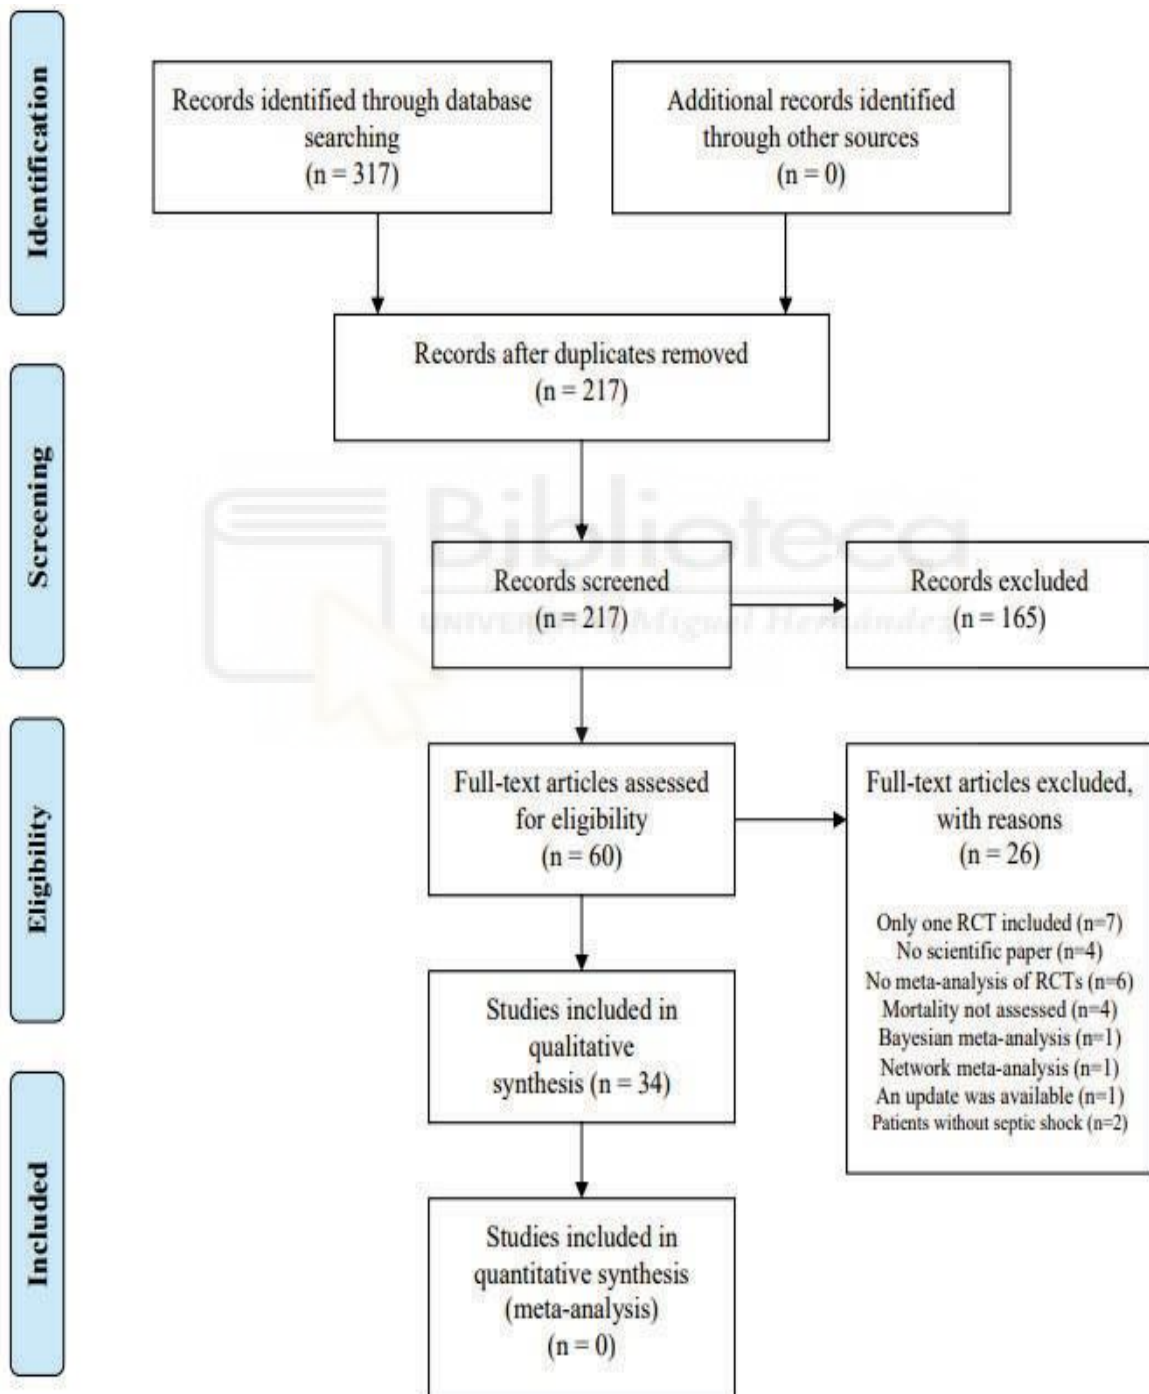 Identification
Records identified through database
searching
(n = 317)
Additional records identified
through other sources
(n = 0)
Records after duplicates removed
(n = 217)
Screening
Biblioteca
UNIVERSITAS Miguel Hernández
Records screened
(n = 217)
Records excluded
(n = 165)
Eligibility
Full-text articles assessed
for eligibility
(n = 60)
Full-text articles excluded,
with reasons
(n = 26)
Only one RCT included (n=7)
No scientific paper (n=4)
No meta-analysis of RCTs (n=6)
Mortality not assessed (n=4)
Bayesian meta-analysis (n=1)
Network meta-analysis (n=1)
An update was available (n=1)
Patients without septic shock (n=2)
Studies included in
qualitative
synthesis (n = 34)
Included
Studies included in
quantitative synthesis
(meta-analysis)
(n = 0)